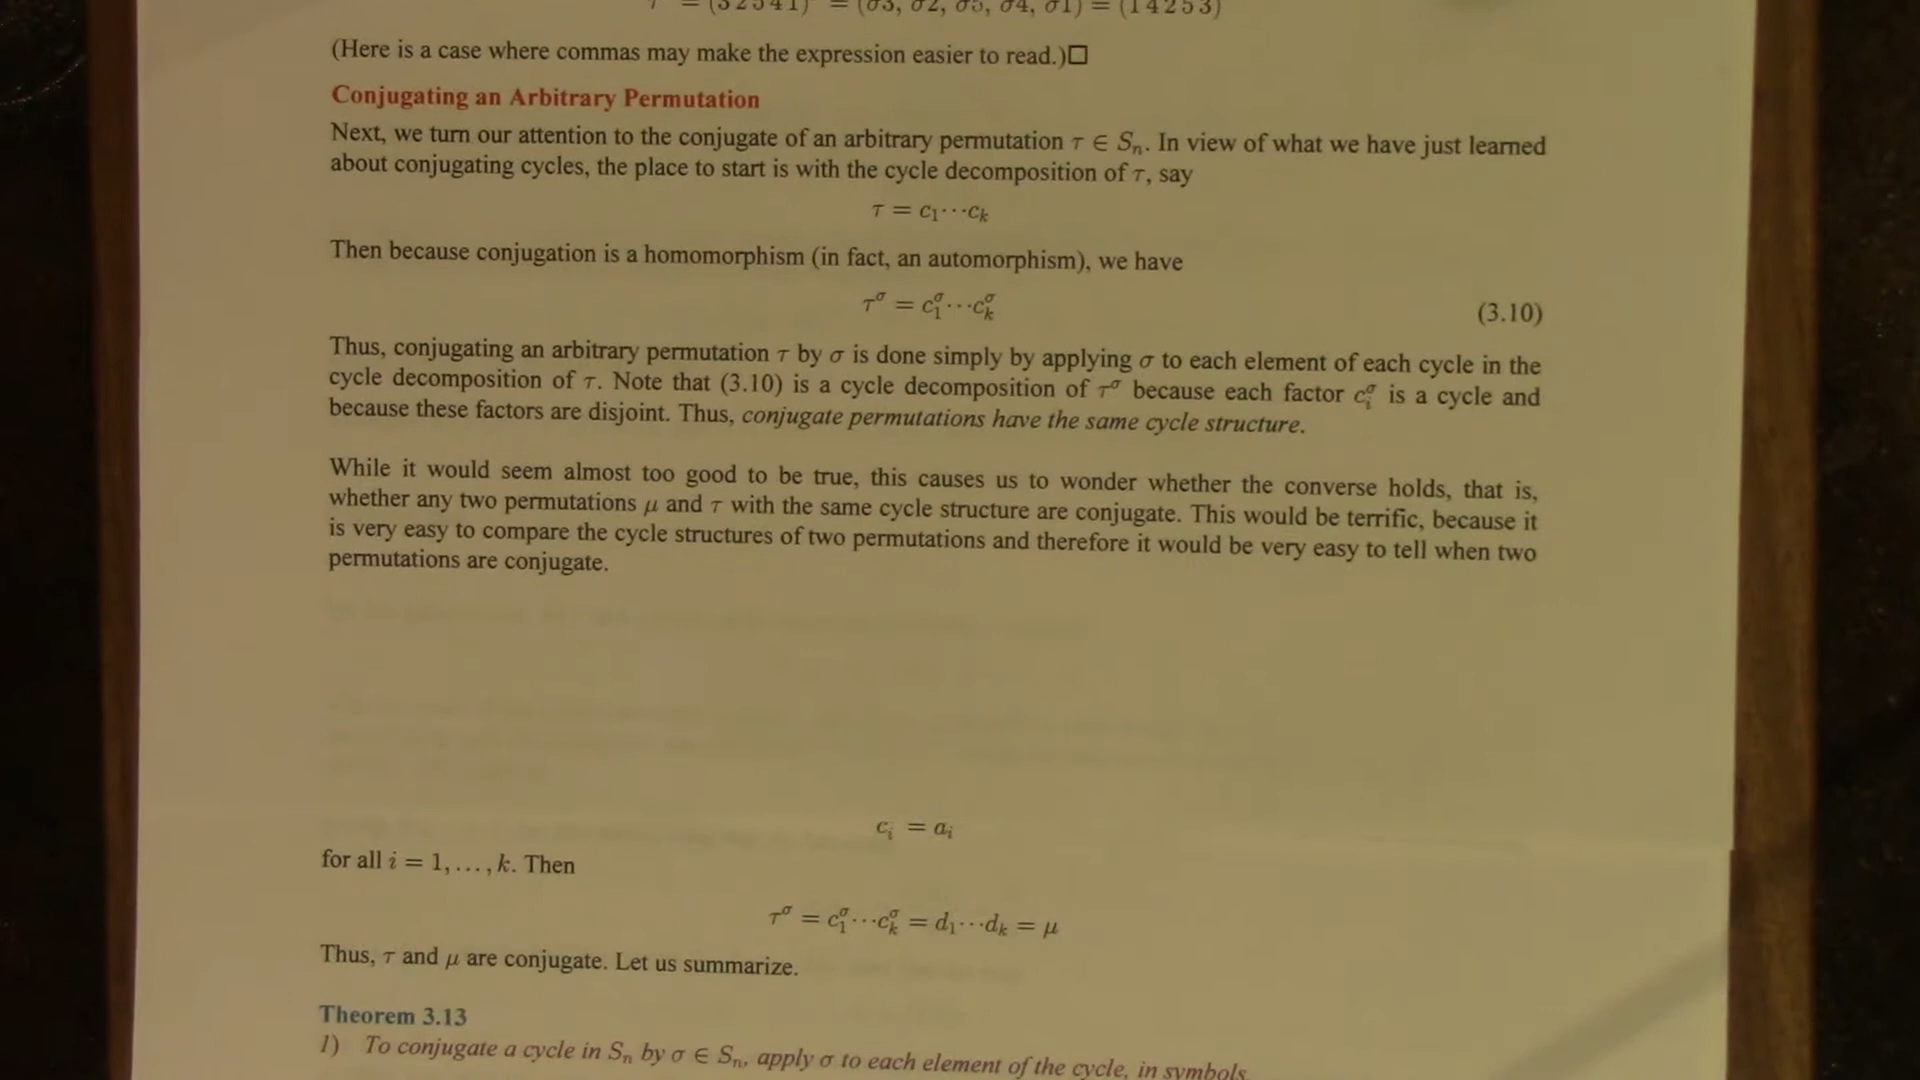 τ = (32541) = (σ3, σ2, σ5, σ4, σ1) = (14253)
(Here is a case where commas may make the expression easier to read.)□
Conjugating an Arbitrary Permutation
Next, we turn our attention to the conjugate of an arbitrary permutation τ ∈ Sₙ. In view of what we have just learned
about conjugating cycles, the place to start is with the cycle decomposition of τ, say
τ = c₁⋯cₖ
Then because conjugation is a homomorphism (in fact, an automorphism), we have
τ^σ = c₁^σ⋯cₖ^σ (3.10)
Thus, conjugating an arbitrary permutation τ by σ is done simply by applying σ to each element of each cycle in the
cycle decomposition of τ. Note that (3.10) is a cycle decomposition of τ^σ because each factor cᵢ^σ is a cycle and
because these factors are disjoint. Thus, conjugate permutations have the same cycle structure.
While it would seem almost too good to be true, this causes us to wonder whether the converse holds, that is,
whether any two permutations μ and τ with the same cycle structure are conjugate. This would be terrific, because it
is very easy to compare the cycle structures of two permutations and therefore it would be very easy to tell when two
permutations are conjugate.
cᵢ = aᵢ
for all i = 1, …, k. Then
τ^σ = c₁^σ⋯cₖ^σ = d₁⋯dₖ = μ
Thus, τ and μ are conjugate. Let us summarize.
Theorem 3.13
1) To conjugate a cycle in Sₙ by σ ∈ Sₙ, apply σ to each element of the cycle, in symbols,